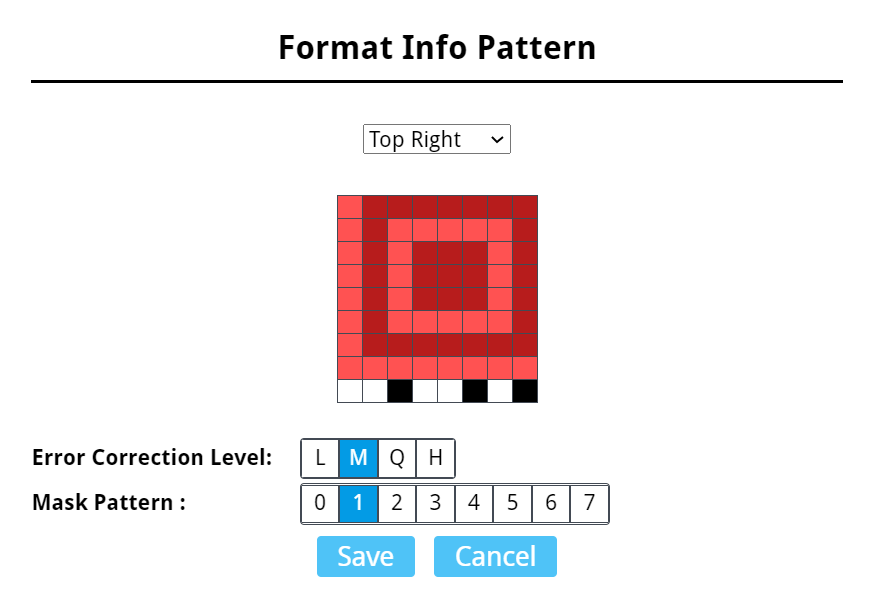 Format Info Pattern
Top Right
Error Correction Level: L M Q H
Mask Pattern : 0 1 2 3 4 5 6 7
Save Cancel